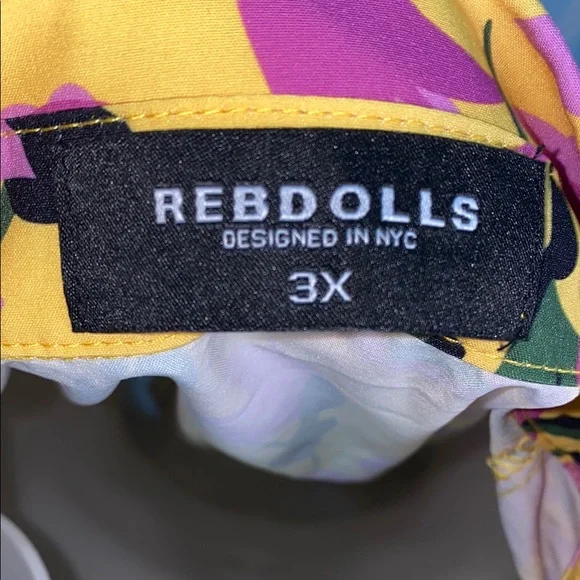 REBDOLLS
DESIGNED IN NYC
3X